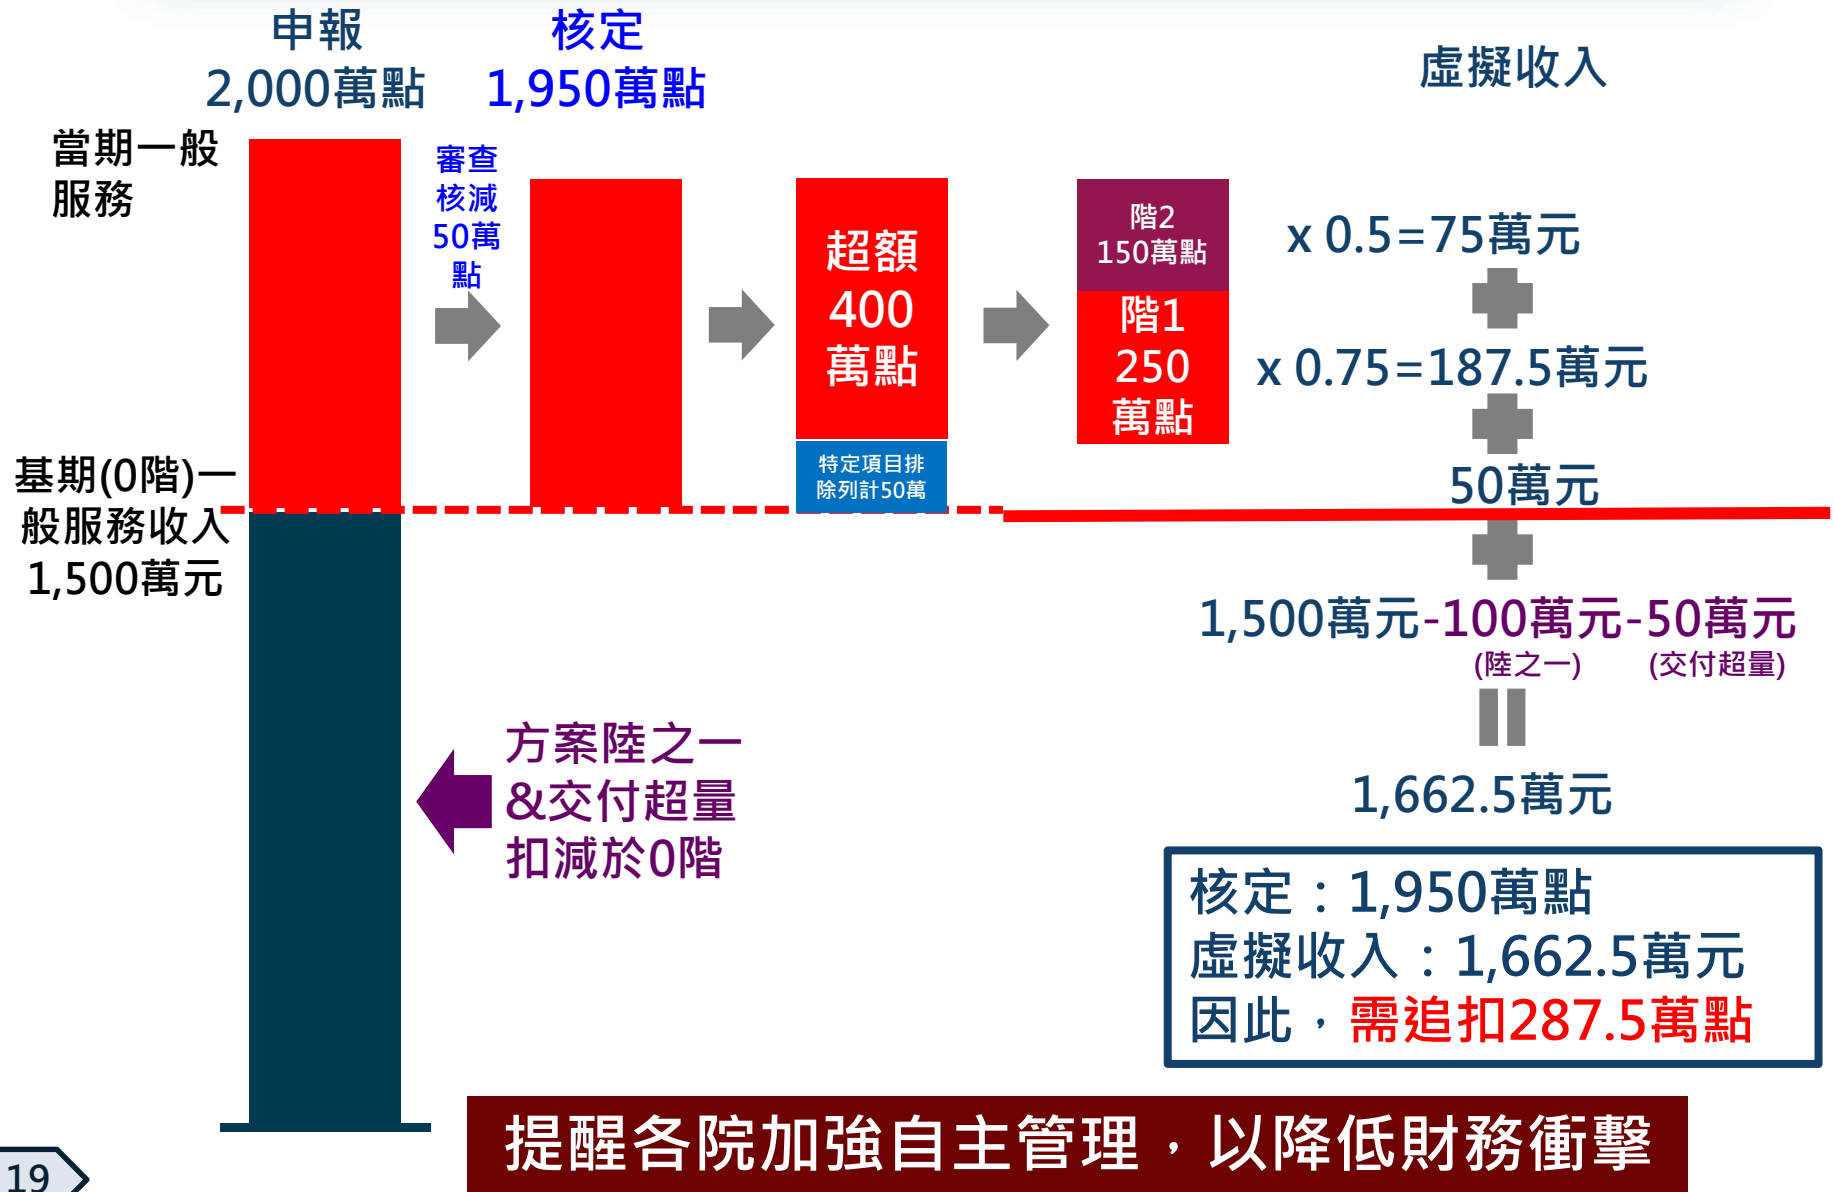 申報
2,000萬點
核定
1,950萬點
虛擬收入
當期一般
服務
審查
核減
50萬
點
超額
400
萬點
特定項目排
除列計50萬
階2
150萬點
階1
250
萬點
x 0.5=75萬元
x 0.75=187.5萬元
50萬元
基期(0階)一
般服務收入
1,500萬元
1,500萬元-100萬元-50萬元
(陸之一)
(交付超量)
1,662.5萬元
方案陸之一
&交付超量
扣減於0階
核定：1,950萬點
虛擬收入：1,662.5萬元
因此，需追扣287.5萬點
提醒各院加強自主管理，以降低財務衝擊
19